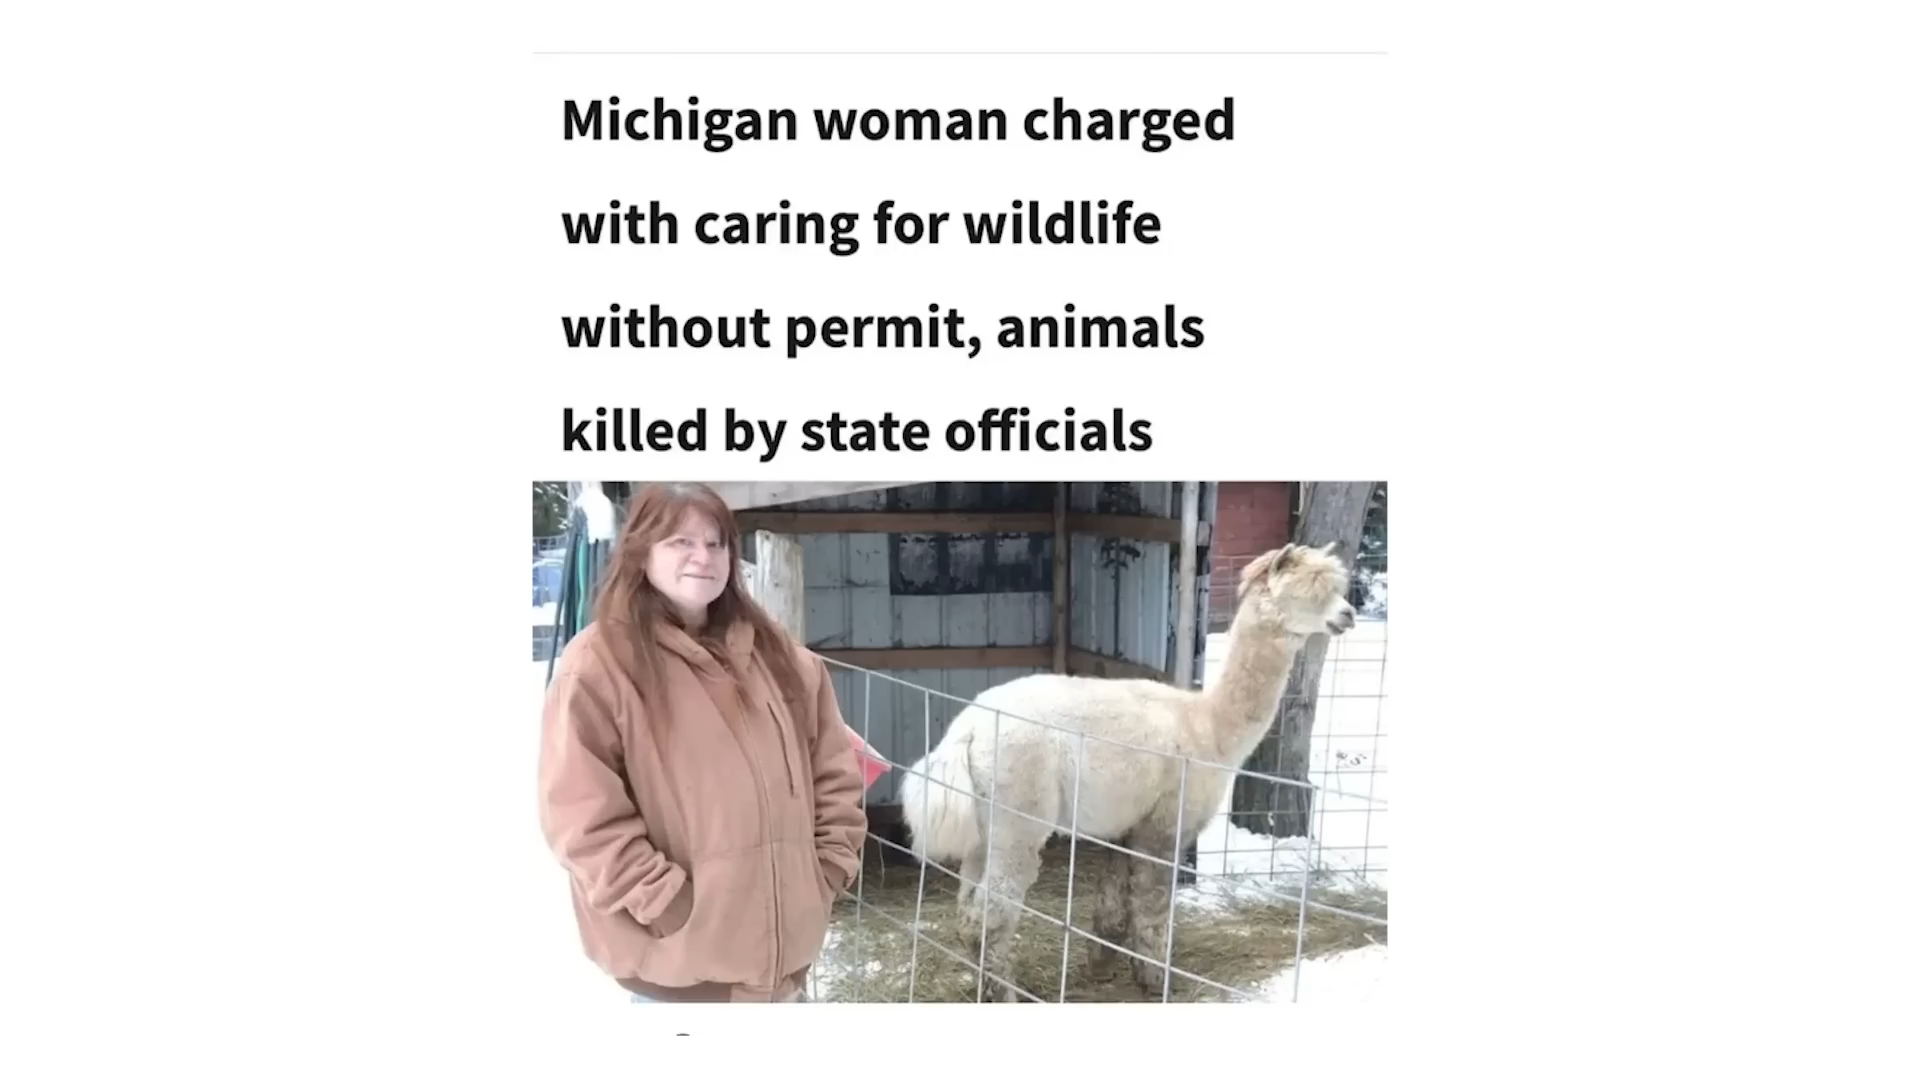 Michigan woman charged
with caring for wildlife
without permit, animals
killed by state officials